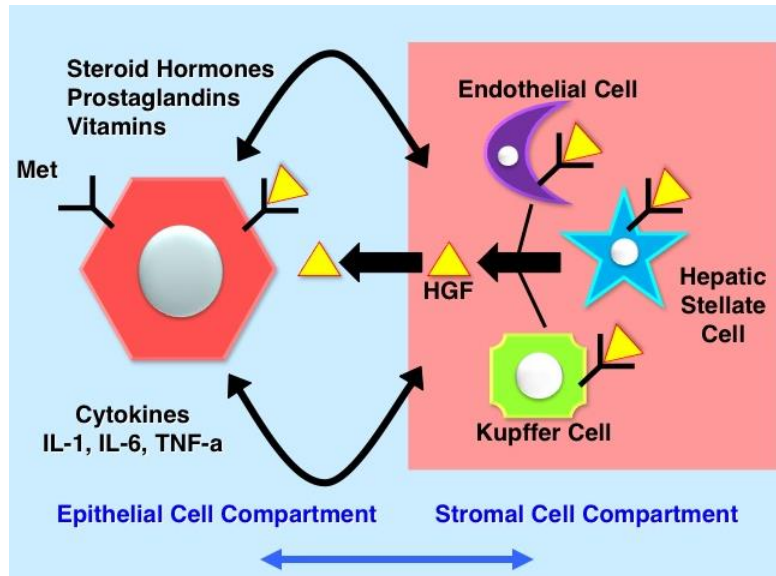 Steroid Hormones
Prostaglandins
Vitamins
Endothelial Cell
Met
HGF
Hepatic
Stellate
Cell
Cytokines
IL-1, IL-6, TNF-a
Kupffer Cell
Epithelial Cell Compartment
Stromal Cell Compartment